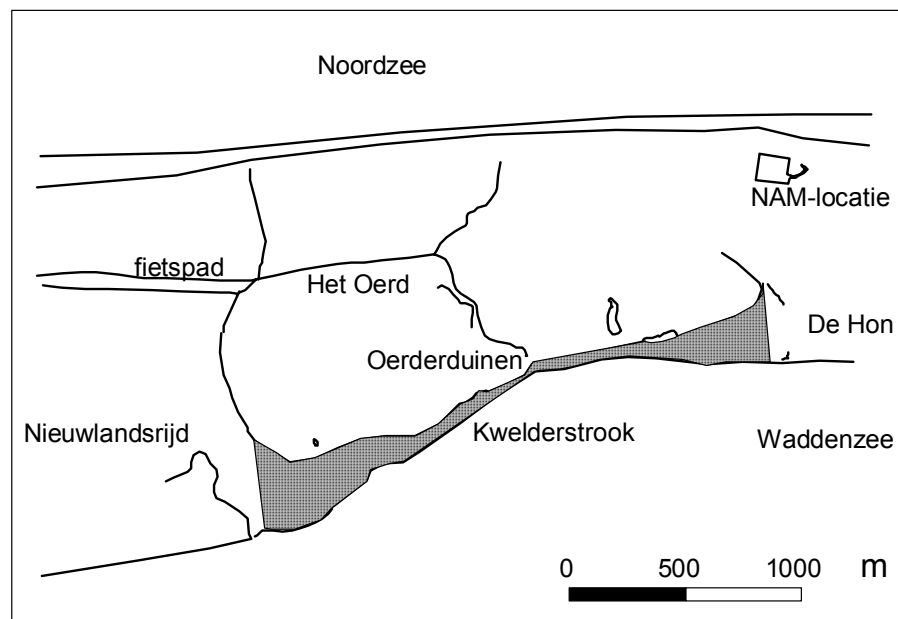 Noordzee
NAM-locatie
fietspad
Het Oerd
De Hon
Oerderduinen
Nieuwlandsrijd
Kwelderstrook
Waddenzee
0 500 1000 m